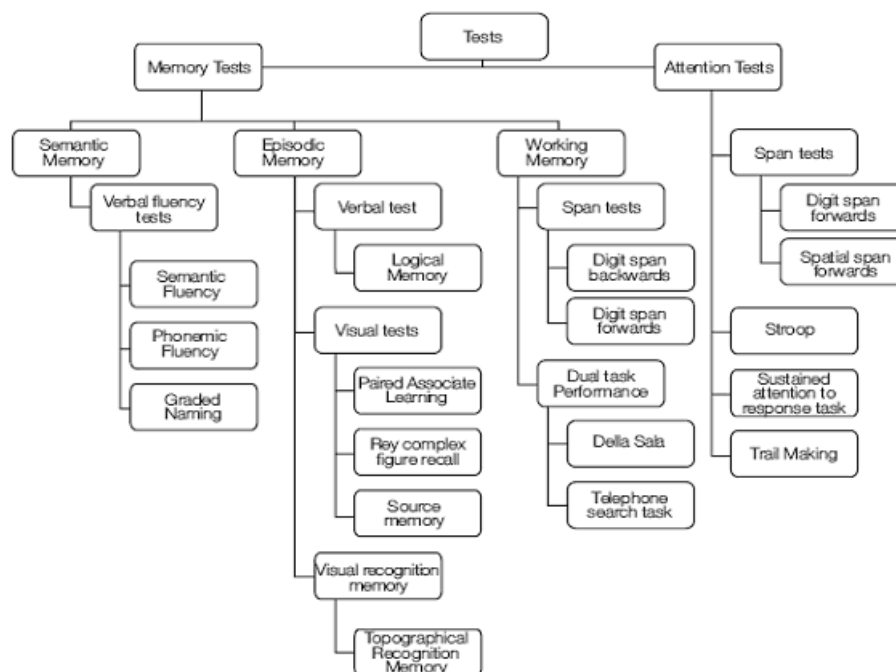 Tests
Memory Tests
Attention Tests
Semantic
Memory
Verbal fluency
tests
Semantic
Fluency
Phonemic
Fluency
Graded
Naming
Episodic
Memory
Verbal test
Logical
Memory
Visual tests
Paired Associate
Learning
Rey complex
figure recall
Source
memory
Visual recognition
memory
Topographical
Recognition
Memory
Working
Memory
Span tests
Digit span
backwards
Digit span
forwards
Dual task
Performance
Della Sala
Telephone
search task
Span tests
Digit span
forwards
Spatial span
forwards
Stroop
Sustained
attention to
response task
Trail Making